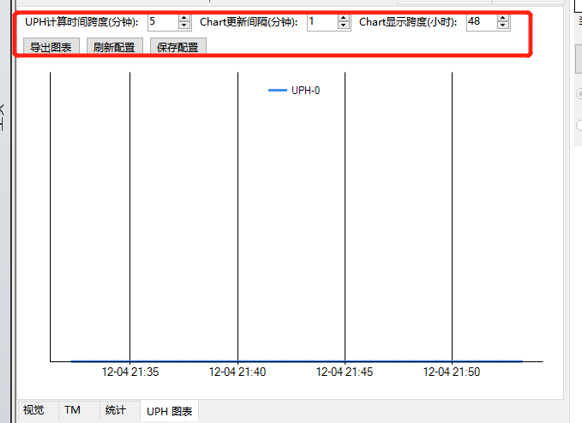 UPH计算时间跨度(分钟): 5 Chart更新间隔(分钟): 1 Chart显示跨度(小时): 48
导出图表 刷新配置 保存配置
UPH-0
12-04 21:35 12-04 21:40 12-04 21:45 12-04 21:50
视觉 TM 统计 UPH 图表